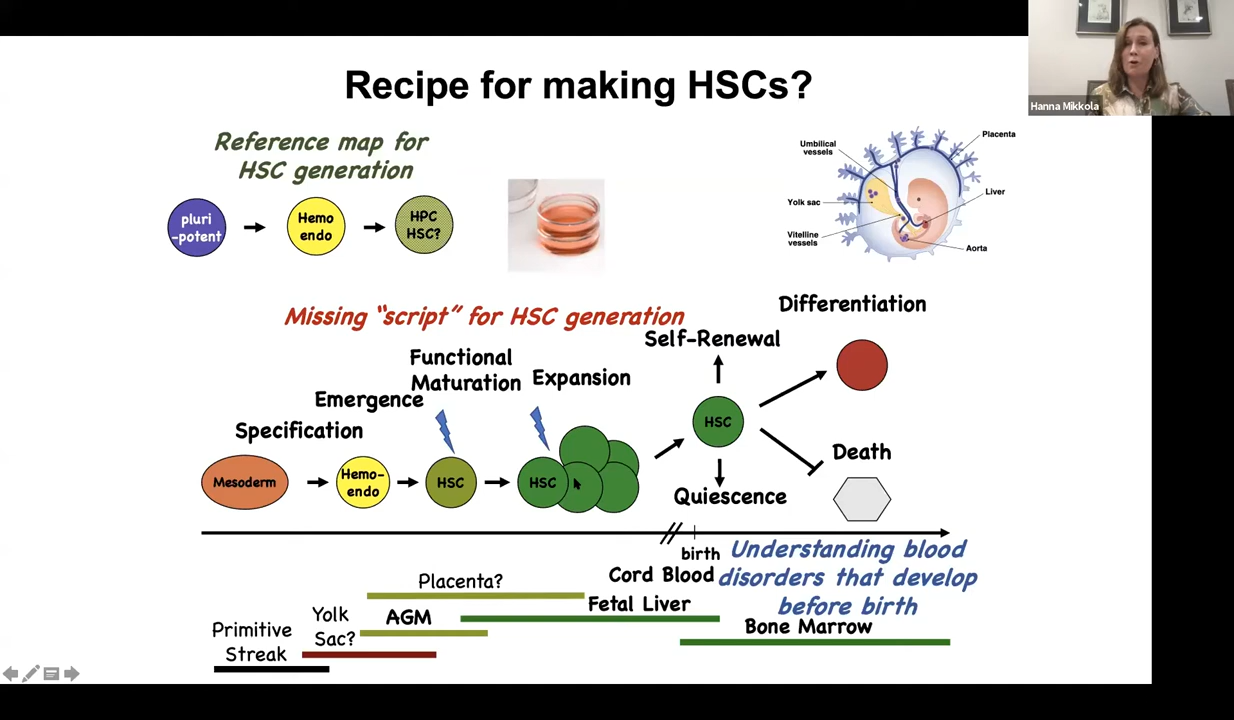 Recipe for making HSCs?
Hanna Mikkola
Reference map for
HSC generation
pluri
-potent
Hemo
endo
HPC
HSC?
Umbilical
vessels
Placenta
Yolk sac
Liver
Vitelline
vessels
Aorta
Missing “script” for HSC generation
Differentiation
Self-Renewal
Functional
Maturation
Expansion
Emergence
Specification
HSC
Death
Mesoderm
Hemo-
endo
HSC
HSC
Quiescence
birth
Cord Blood
Understanding blood
disorders that develop
before birth
Placenta?
Fetal Liver
Yolk
Sac?
AGM
Bone Marrow
Primitive
Streak